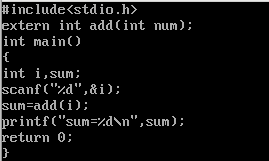 #include<stdio.h>
extern int add(int num);
int main()
{
int i,sum;
scanf("%d",&i);
sum=add(i);
printf("sum=%d\n",sum);
return 0;
}